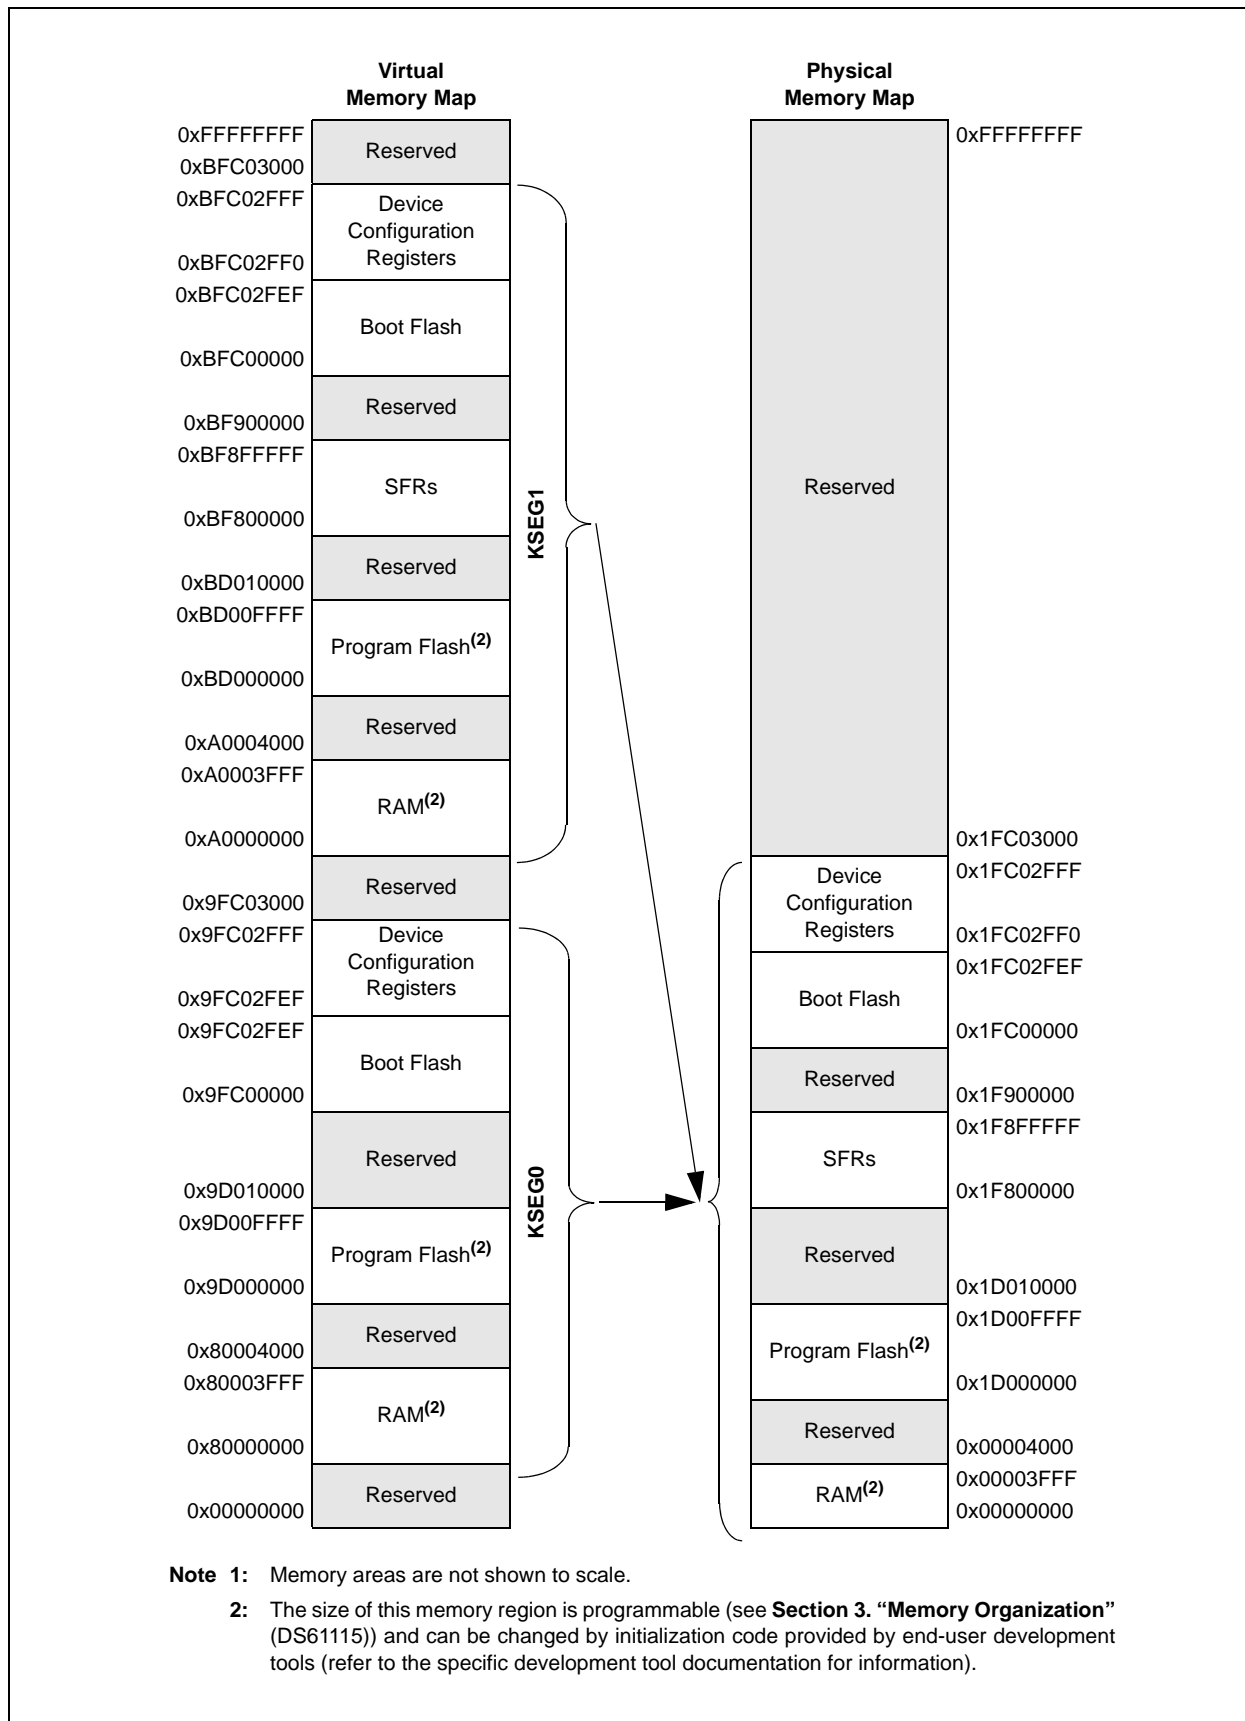 Virtual
Memory Map
0xFFFFFFFF
Reserved
0xBFC03000
0xBFC02FFF
Device
Configuration
Registers
0xBFC02FF0
0xBFC02FEF
Boot Flash
0xBFC00000
Reserved
0xBF900000
0xBF8FFFFF
SFRs
0xBF800000
Reserved
0xBD010000
0xBD00FFFF
Program Flash(2)
0xBD000000
Reserved
0xA0004000
0xA0003FFF
RAM(2)
0xA0000000
Reserved
0x9FC03000
0x9FC02FFF
Device
Configuration
Registers
0x9FC02FEF
0x9FC02FEF
Boot Flash
0x9FC00000
Reserved
0x9D010000
0x9D00FFFF
Program Flash(2)
0x9D000000
Reserved
0x80004000
0x80003FFF
RAM(2)
0x80000000
Reserved
0x00000000
KSEG1
KSEG0
Physical
Memory Map
0xFFFFFFFF
Reserved
0x1FC03000
0x1FC02FFF
Device
Configuration
Registers
0x1FC02FF0
0x1FC02FEF
Boot Flash
0x1FC00000
Reserved
0x1F900000
0x1F8FFFFF
SFRs
0x1F800000
Reserved
0x1D010000
0x1D00FFFF
Program Flash(2)
0x1D000000
Reserved
0x00004000
0x00003FFF
RAM(2)
0x00000000
Note 1: Memory areas are not shown to scale.
2: The size of this memory region is programmable (see Section 3. “Memory Organization”
(DS61115)) and can be changed by initialization code provided by end-user development
tools (refer to the specific development tool documentation for information).